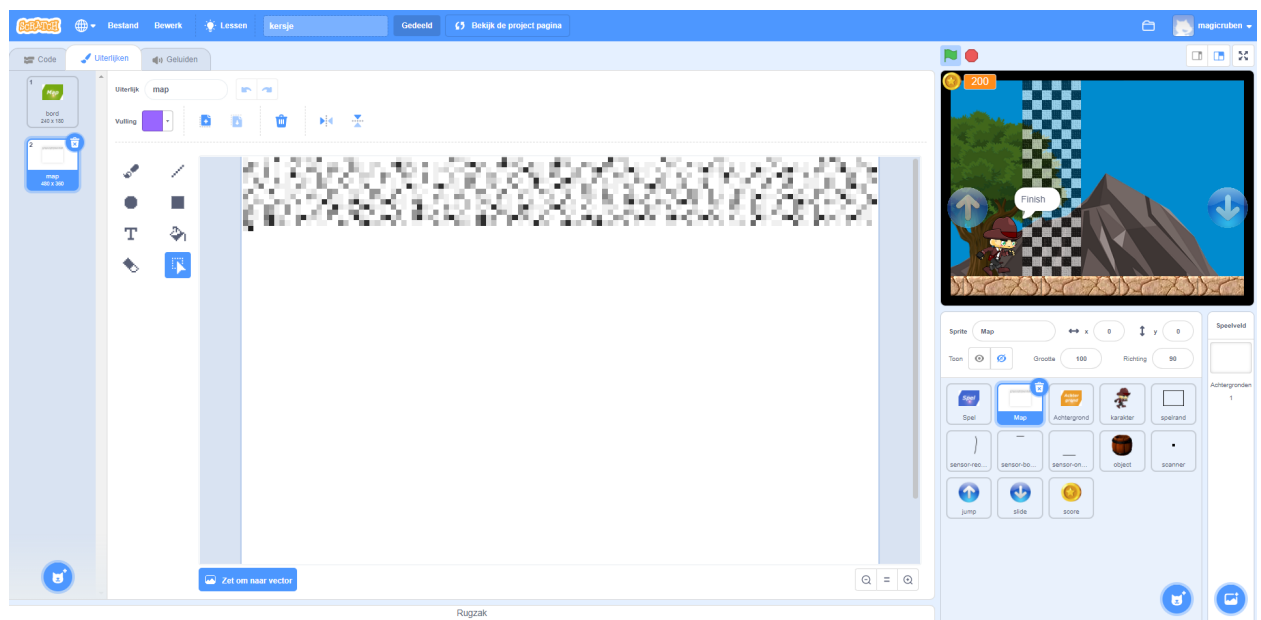 SCRATCH Bestand Bewerk Lessen kersje Gedeeld Bekijk de project pagina magicruben
Code Uiterlijken Geluiden
1
bord
240 x 180
2
map
480 x 360
Uiterlijk map
Vulling
T
Zet om naar vector
Rugzak
200
Finish
Sprite Map x 0 y 0
Toon Grootte 100 Richting 90
Spel Map Achtergrond karakter spelrand
sensor-rec... sensor-bo... sensor-on... object scanner
jump slide score
Speelveld
Achtergronden
1